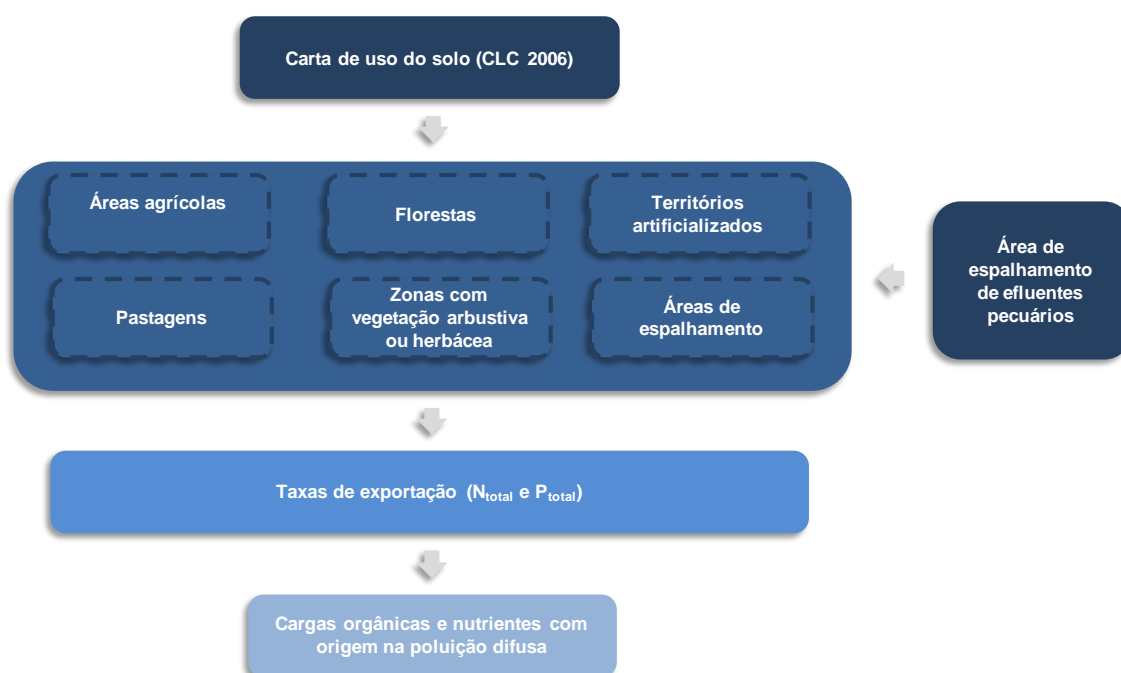 Carta de uso do solo (CLC 2006)
Áreas agrícolas
Florestas
Territórios
artificializados
Pastagens
Zonas com
vegetação arbustiva
ou herbácea
Áreas de
espalhamento
Área de
espalhamento
de efluentes
pecuários
Taxas de exportação (Ntotal e Ptotal)
Cargas orgânicas e nutrientes com
origem na poluição difusa